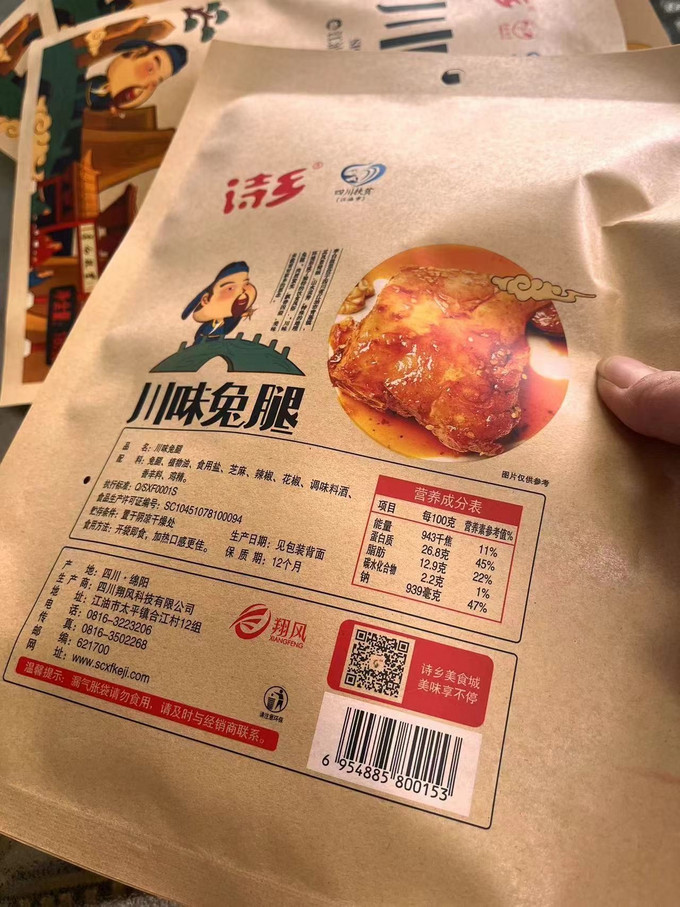 诗乡®
四川扶贫
川味兔腿
图片仅供参考
品 名：川味兔腿
配 料：兔腿、植物油、食用盐、芝麻、辣椒、花椒、调味料酒、
香辛料、鸡精。
执行标准：Q/SXF0001S
食品生产许可证编号：SC10451078100094
贮存条件：置于阴凉干燥处
生产日期：见包装背面
食用方法：开袋即食，加热口感更佳。
保 质 期：12个月
营养成分表
项目 每100克 营养素参考值%
能量 943千焦 11%
蛋白质 26.8克 45%
脂肪 12.9克 22%
碳水化合物 2.2克 1%
钠 939毫克 47%
产 地：四川·绵阳
生 产 商：四川翔风科技有限公司
地 址：江油市太平镇合江村12组
电 话：0816-3223206
传 真：0816-3502268
邮 编：621700
网 址：www.scxfkeji.com
翔风
XIANGFENG
诗乡美食城
美味享不停
温馨提示：漏气胀袋请勿食用，请及时与经销商联系。
6 954885 800153